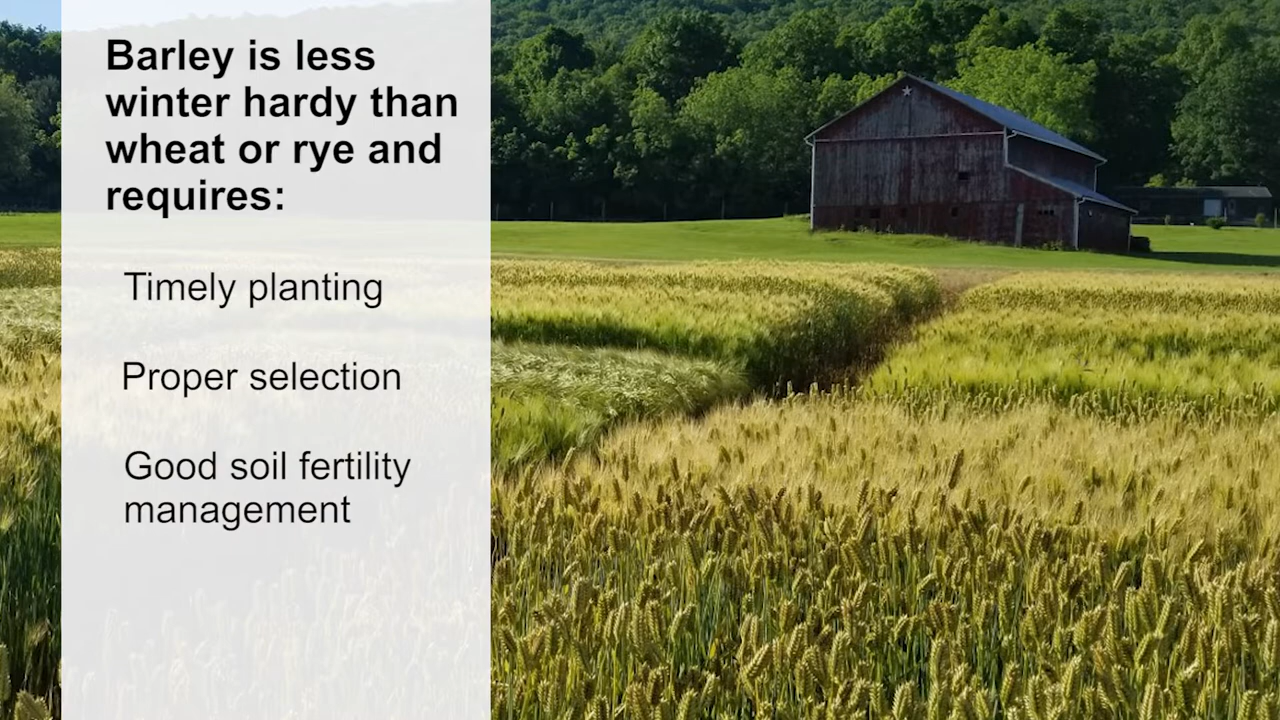 Barley is less
winter hardy than
wheat or rye and
requires:
Timely planting
Proper selection
Good soil fertility
management